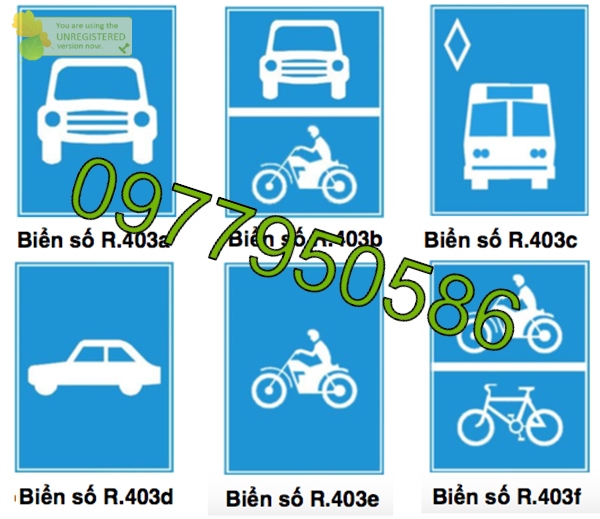 You are using the
UNREGISTERED
version now.
Biển số R.403a
Biển số R.403b
Biển số R.403c
0977950586
Biển số R.403d
Biển số R.403e
Biển số R.403f